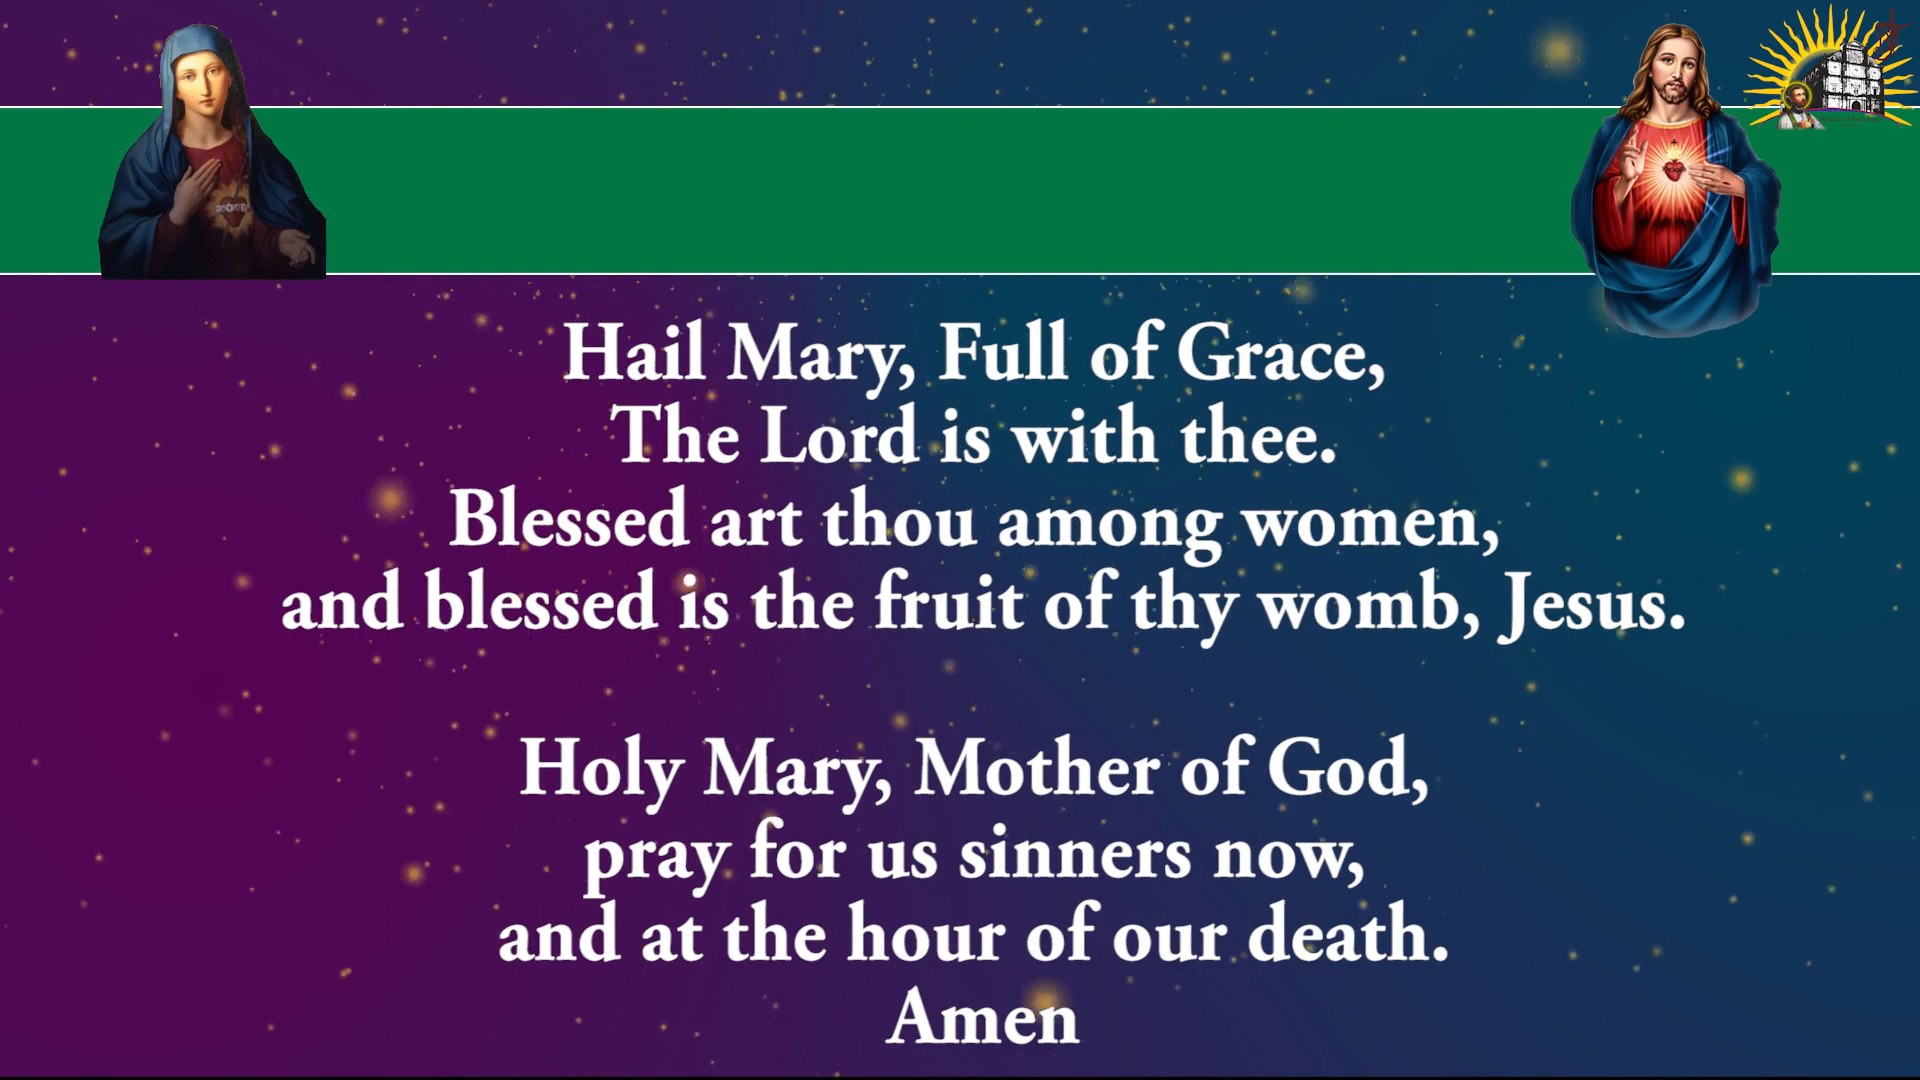 Hail Mary, Full of Grace,
The Lord is with thee.
Blessed art thou among women,
and blessed is the fruit of thy womb, Jesus.
Holy Mary, Mother of God,
pray for us sinners now,
and at the hour of our death.
Amen